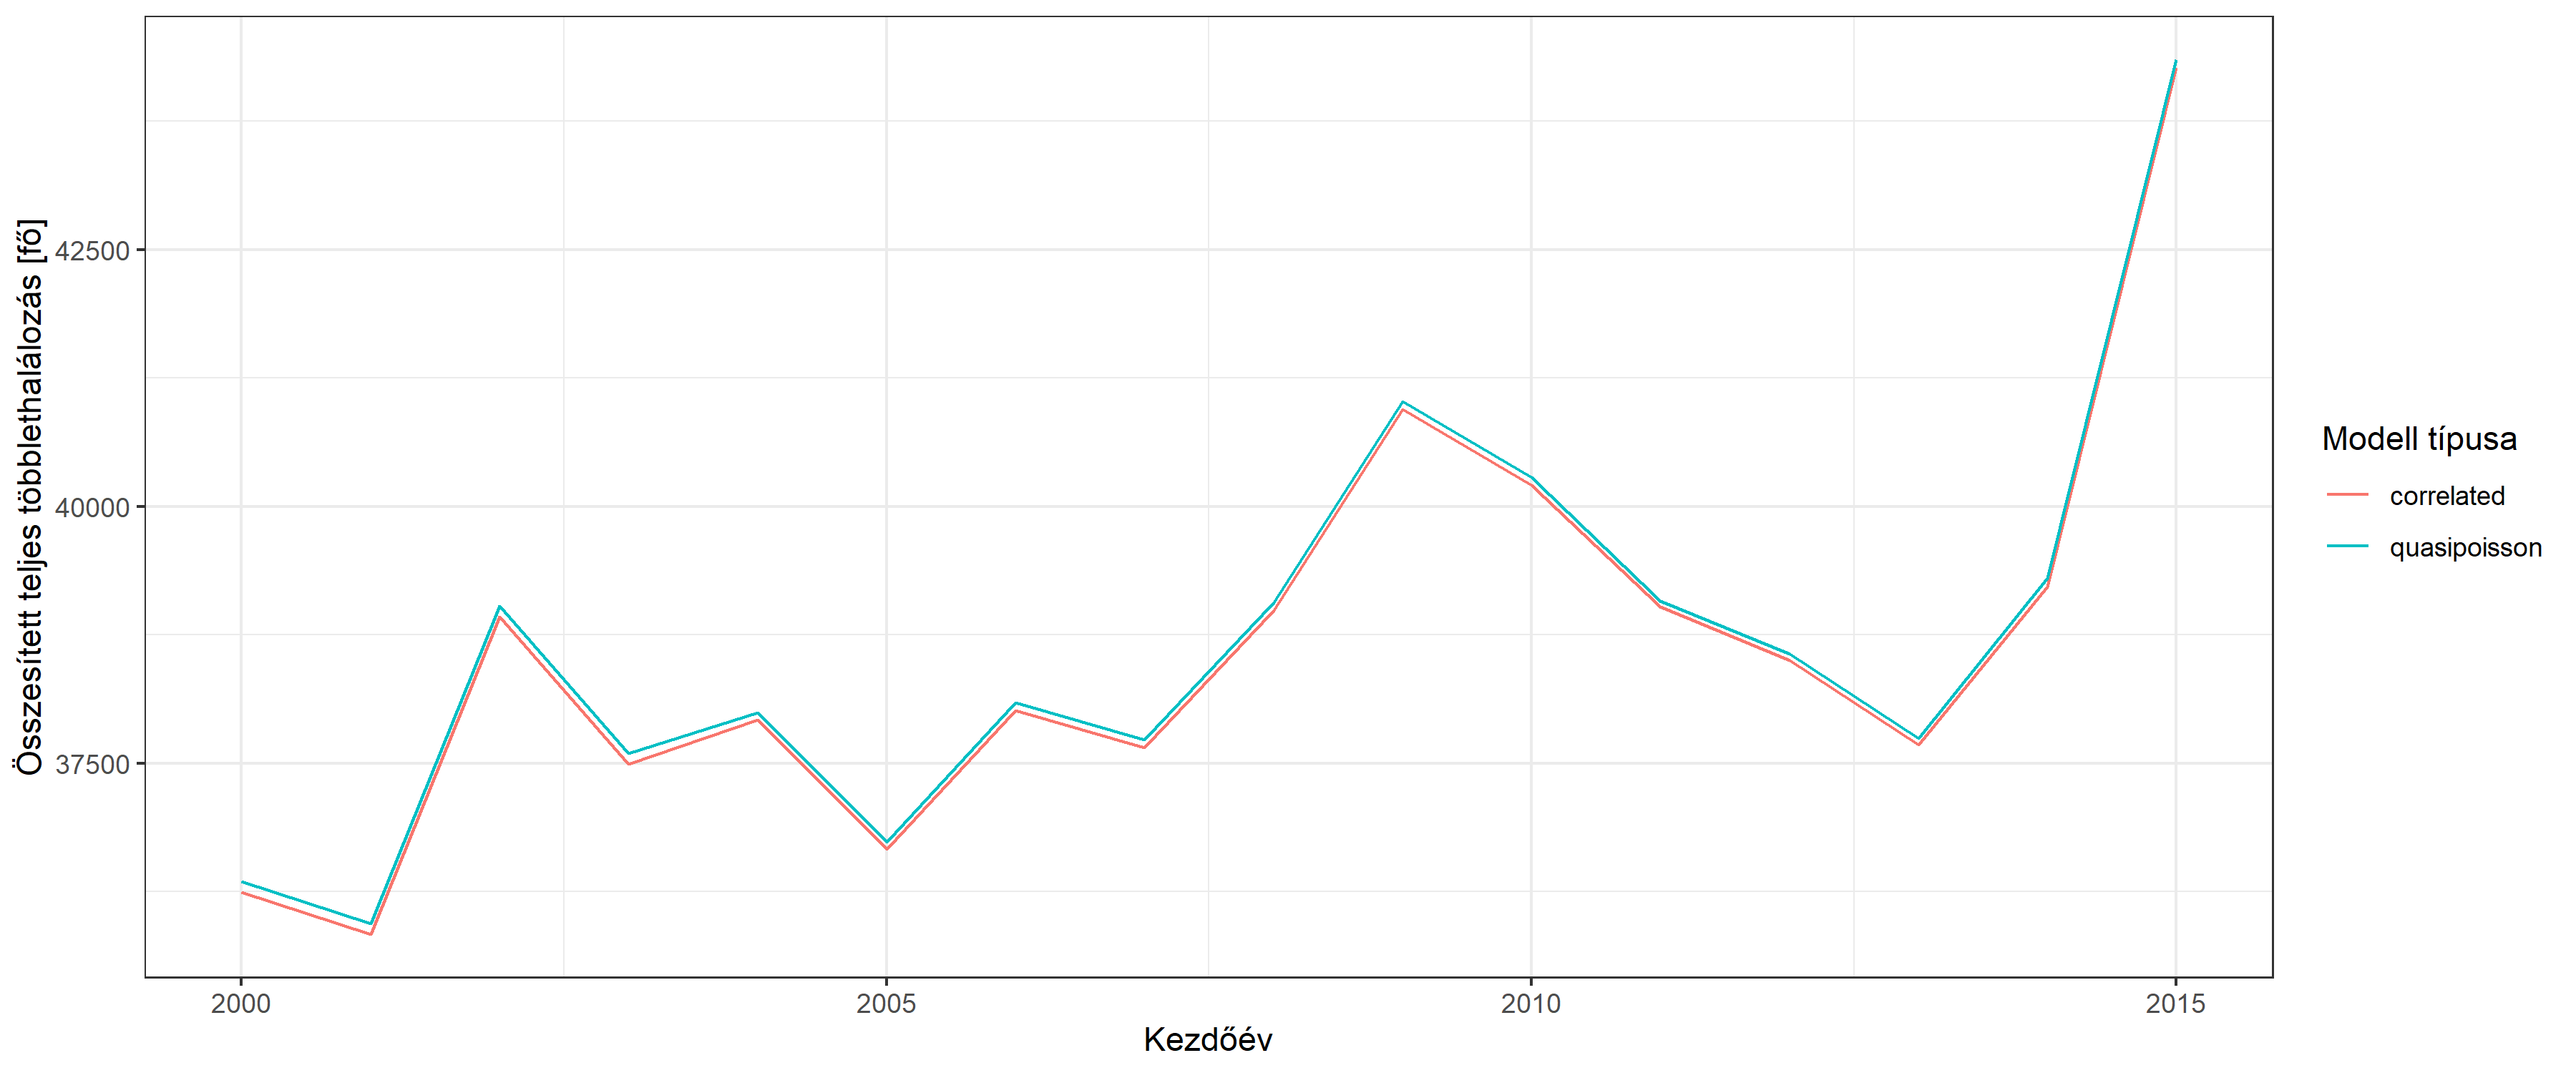 Összesített teljes többlethalálozás [fő]
42500
40000
37500
2000
2005
2010
2015
Kezdőév
Modell típusa
correlated
quasipoisson